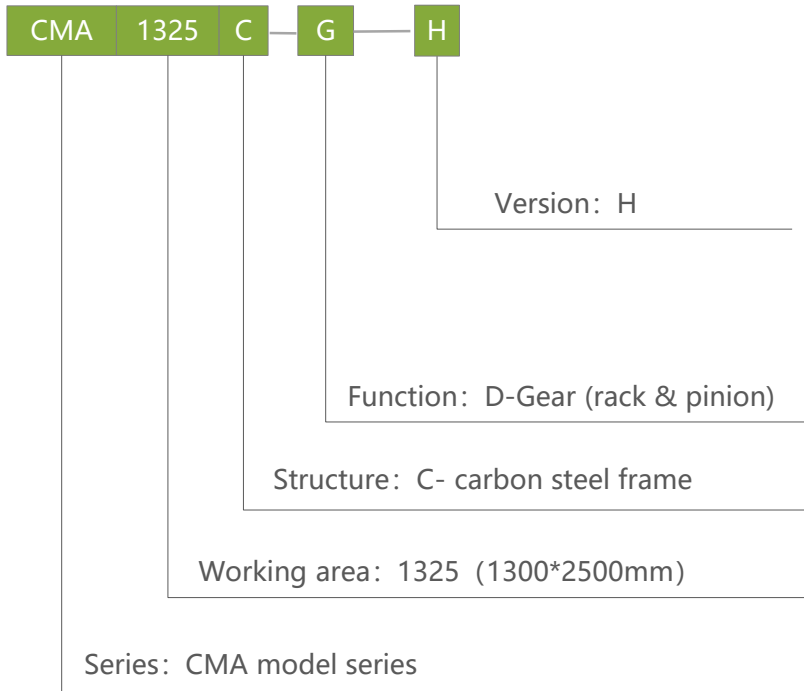 CMA 1325 C G H
Version：H
Function：D-Gear (rack & pinion)
Structure：C- carbon steel frame
Working area：1325（1300*2500mm）
Series：CMA model series